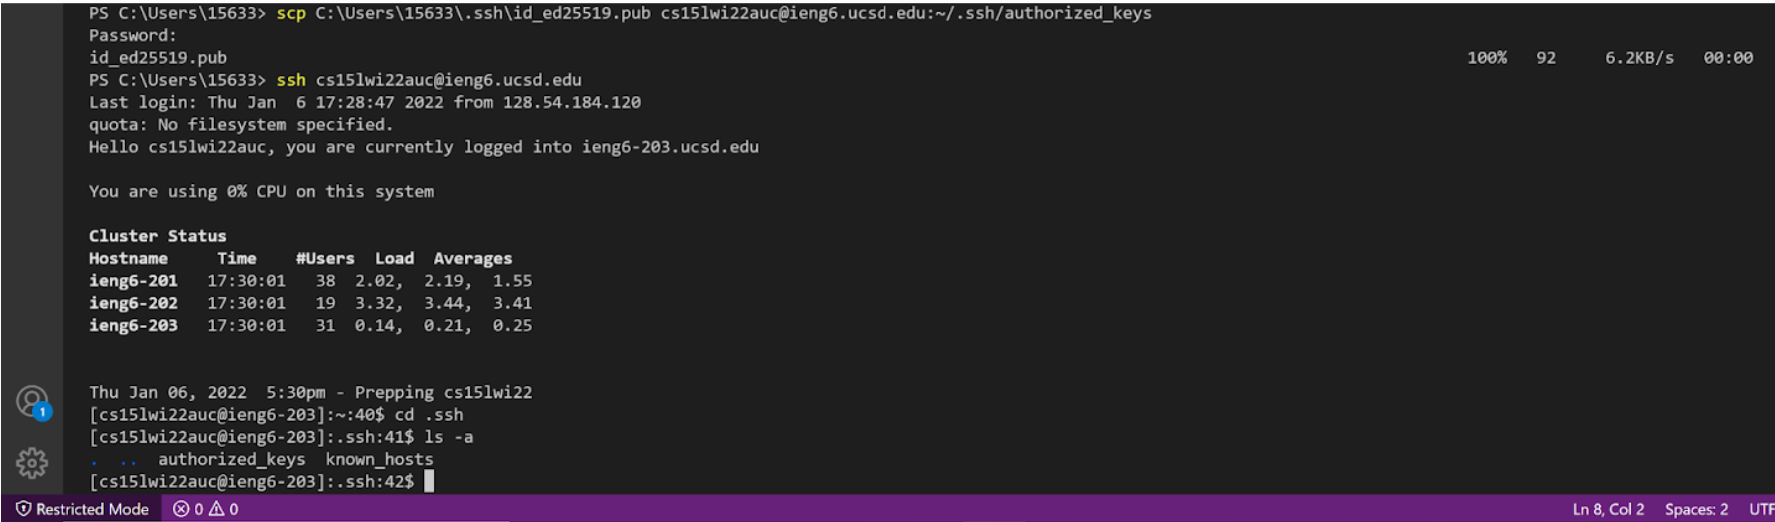 PS C:\Users\15633> scp C:\Users\15633\.ssh\id_ed25519.pub cs15lwi22auc@ieng6.ucsd.edu:~/.ssh/authorized_keys
Password:
id_ed25519.pub 100% 92 6.2KB/s 00:00
PS C:\Users\15633> ssh cs15lwi22auc@ieng6.ucsd.edu
Last login: Thu Jan  6 17:28:47 2022 from 128.54.184.120
quota: No filesystem specified.
Hello cs15lwi22auc, you are currently logged into ieng6-203.ucsd.edu
You are using 0% CPU on this system
Cluster Status
Hostname     Time    #Users  Load  Averages
ieng6-201   17:30:01   38  2.02,  2.19,  1.55
ieng6-202   17:30:01   19  3.32,  3.44,  3.41
ieng6-203   17:30:01   31  0.14,  0.21,  0.25
Thu Jan 06, 2022  5:30pm - Prepping cs15lwi22
[cs15lwi22auc@ieng6-203]:~:40$ cd .ssh
1 [cs15lwi22auc@ieng6-203]:.ssh:41$ ls -a
.  ..  authorized_keys  known_hosts
[cs15lwi22auc@ieng6-203]:.ssh:42$
Restricted Mode 0 0 Ln 8, Col 2 Spaces: 2 UTF